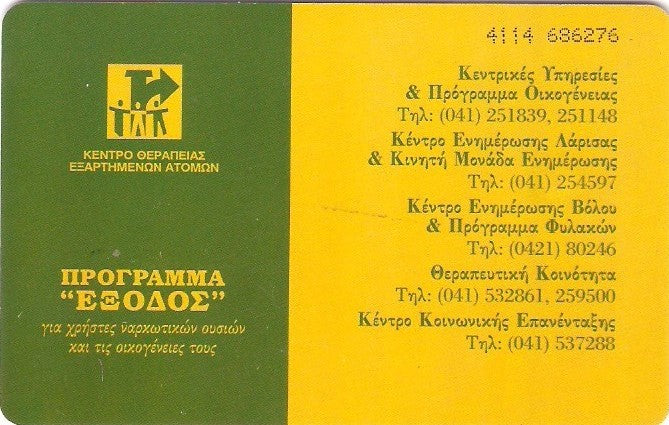 4114 686276
ΚΕΝΤΡΟ ΘΕΡΑΠΕΙΑΣ
ΕΞΑΡΤΗΜΕΝΩΝ ΑΤΟΜΩΝ
ΠΡΟΓΡΑΜΜΑ
“ΕΞΟΔΟΣ”
για χρήστες ναρκωτικών ουσιών
και τις οικογένειες τους
Κεντρικές Υπηρεσίες
& Πρόγραμμα Οικογένειας
Τηλ: (041) 251839, 251148
Κέντρο Ενημέρωσης Λάρισας
& Κινητή Μονάδα Ενημέρωσης
Τηλ: (041) 254597
Κέντρο Ενημέρωσης Βόλου
& Πρόγραμμα Φυλακών
Τηλ: (0421) 80246
Θεραπευτική Κοινότητα
Τηλ: (041) 532861, 259500
Κέντρο Κοινωνικής Επανένταξης
Τηλ: (041) 537288